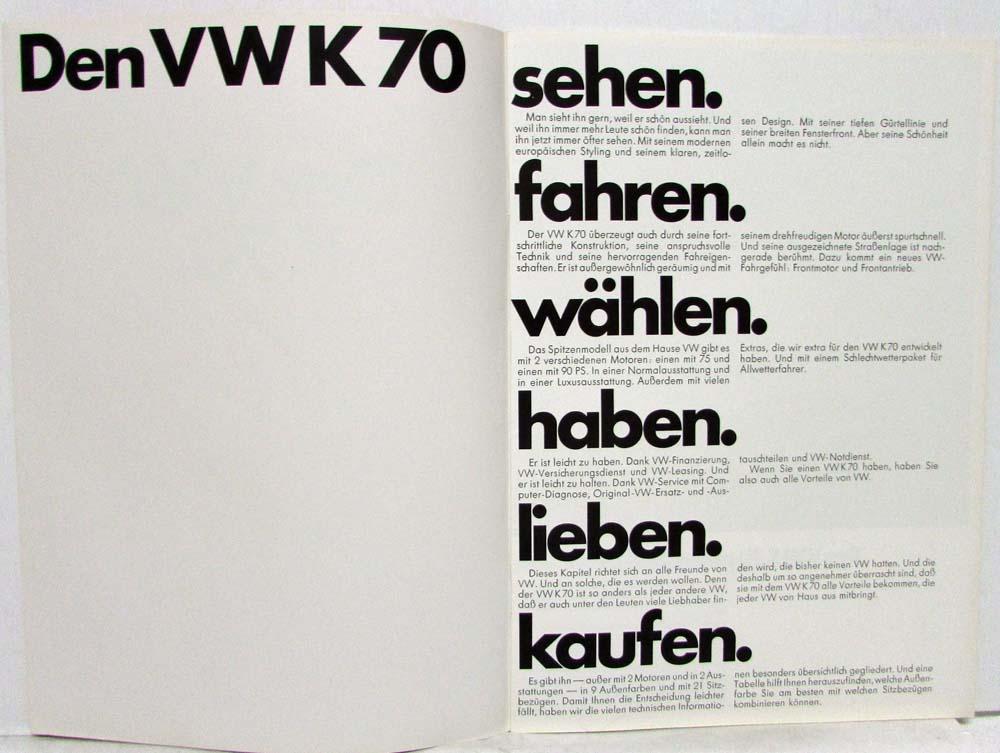 Den VW K 70
sehen.
Man sieht ihn gern, weil er schön aussieht. Und
weil ihn immer mehr Leute schön finden, kann man
ihn jetzt immer öfter sehen. Mit seinem modernen
europäischen Styling und seinem klaren, zeitlo-
sen Design. Mit seiner tiefen Gürtellinie und
seiner breiten Fensterfront. Aber seine Schönheit
allein macht es nicht.
fahren.
Der VW K70 überzeugt auch durch seine fort-
schrittliche Konstruktion, seine anspruchsvolle
Technik und seine hervorragenden Fahreigen-
schaften. Er ist außergewöhnlich geräumig und mit
seinem drehfreudigen Motor äußerst spurtschnell.
Und seine ausgezeichnete Straßenlage ist nach-
gerade berühmt. Dazu kommt ein neues VW-
Fahrgefühl: Frontmotor und Frontantrieb.
wählen.
Das Spitzenmodell aus dem Hause VW gibt es
mit 2 verschiedenen Motoren: einen mit 75 und
einen mit 90 PS. In einer Normalausstattung und
in einer Luxusausstattung. Außerdem mit vielen
Extras, die wir extra für den VW K70 entwickelt
haben. Und mit einem Schlechtwetterpaket für
Allwetterfahrer.
haben.
Er ist leicht zu haben. Dank VW-Finanzierung,
VW-Versicherungsdienst und VW-Leasing. Und
er ist leicht zu halten. Dank VW-Service mit Com-
puter-Diagnose, Original-VW-Ersatz- und -Aus-
tauschteilen und VW-Notdienst.
Wenn Sie einen VW K70 haben, haben Sie
also auch alle Vorteile von VW.
lieben.
Dieses Kapitel richtet sich an alle Freunde von
VW. Und an solche, die es werden wollen. Denn
der VW K70 ist so anders als jeder andere VW,
daß er auch unter den Leuten viele Liebhaber fin-
den wird, die bisher keinen VW hatten. Und die
deshalb um so angenehmer überrascht sind, daß
sie mit dem VW K70 alle Vorteile bekommen, die
jeder VW von Haus aus mitbringt.
kaufen.
Es gibt ihn — außer mit 2 Motoren und in 2 Aus-
stattungen — in 9 Außenfarben und mit 21 Sitz-
bezügen. Damit Ihnen die Entscheidung leichter
fällt, haben wir die vielen technischen Informatio-
nen besonders übersichtlich gegliedert. Und eine
Tabelle hilft Ihnen herauszufinden, welche Außen-
farbe Sie am besten mit welchen Sitzbezügen
kombinieren können.